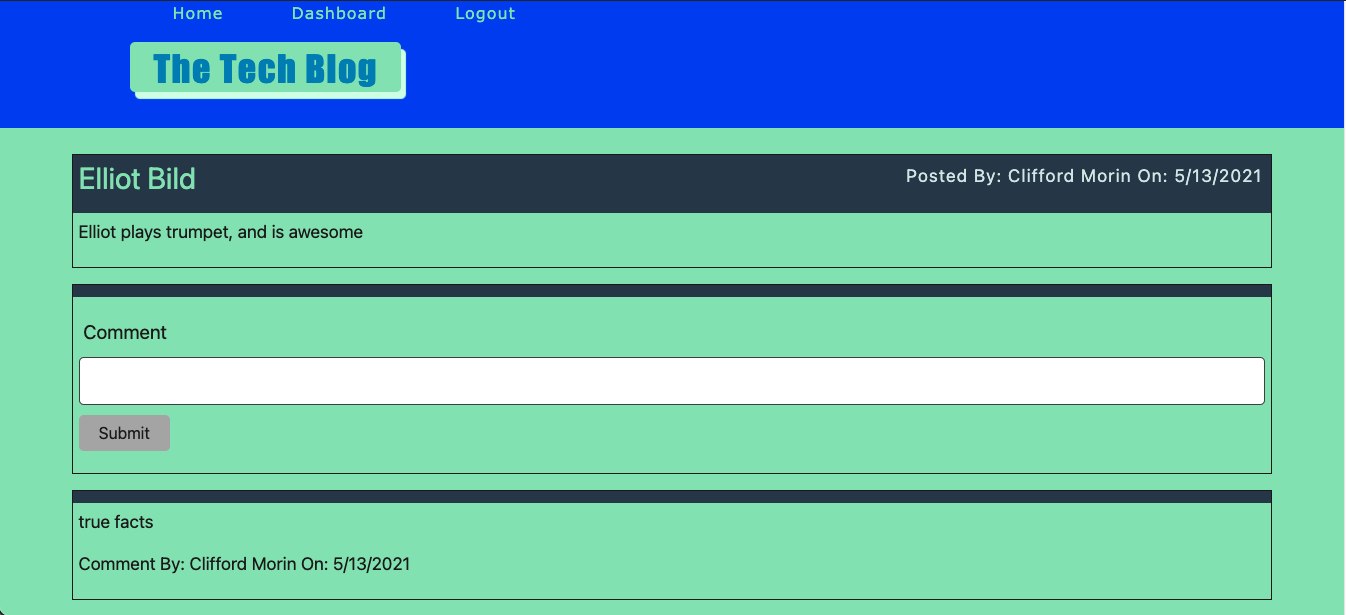 Home Dashboard Logout
The Tech Blog
Elliot Bild
Posted By: Clifford Morin On: 5/13/2021
Elliot plays trumpet, and is awesome
Comment
Submit
true facts
Comment By: Clifford Morin On: 5/13/2021